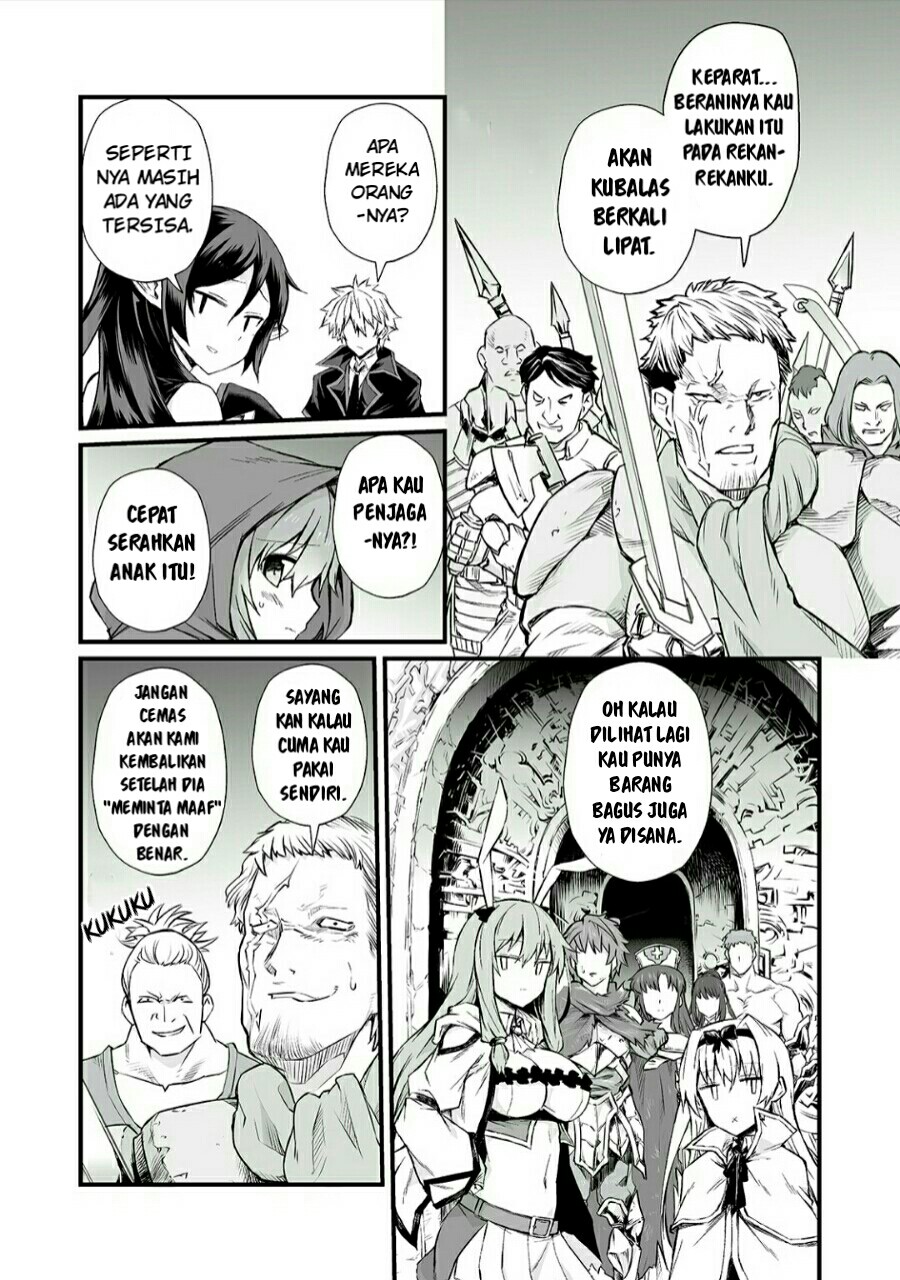 KEPARAT...
BERANINYA KAU
LAKUKAN ITU
PADA REKAN-
REKANKU.
AKAN
KUBALAS
BERKALI
LIPAT.
APA
MEREKA
ORANG
-NYA?
SEPERTI
NYA MASIH
ADA YANG
TERSISA.
APA KAU
PENJAGA
-NYA?!
CEPAT
SERAHKAN
ANAK ITU!
OH KALAU
DILIHAT LAGI
KAU PUNYA
BARANG
BAGUS JUGA
YA DISANA.
SAYANG
KAN KALAU
CUMA KAU
PAKAI
SENDIRI.
JANGAN
CEMAS
AKAN KAMI
KEMBALIKAN
SETELAH DIA
"MEMINTA MAAF"
DENGAN
BENAR.
KUKUKU